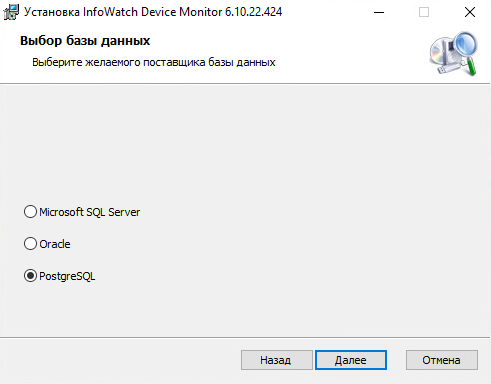 Установка InfoWatch Device Monitor 6.10.22.424
Выбор базы данных
Выберите желаемого поставщика базы данных
Microsoft SQL Server
Oracle
PostgreSQL
Назад Далее Отмена